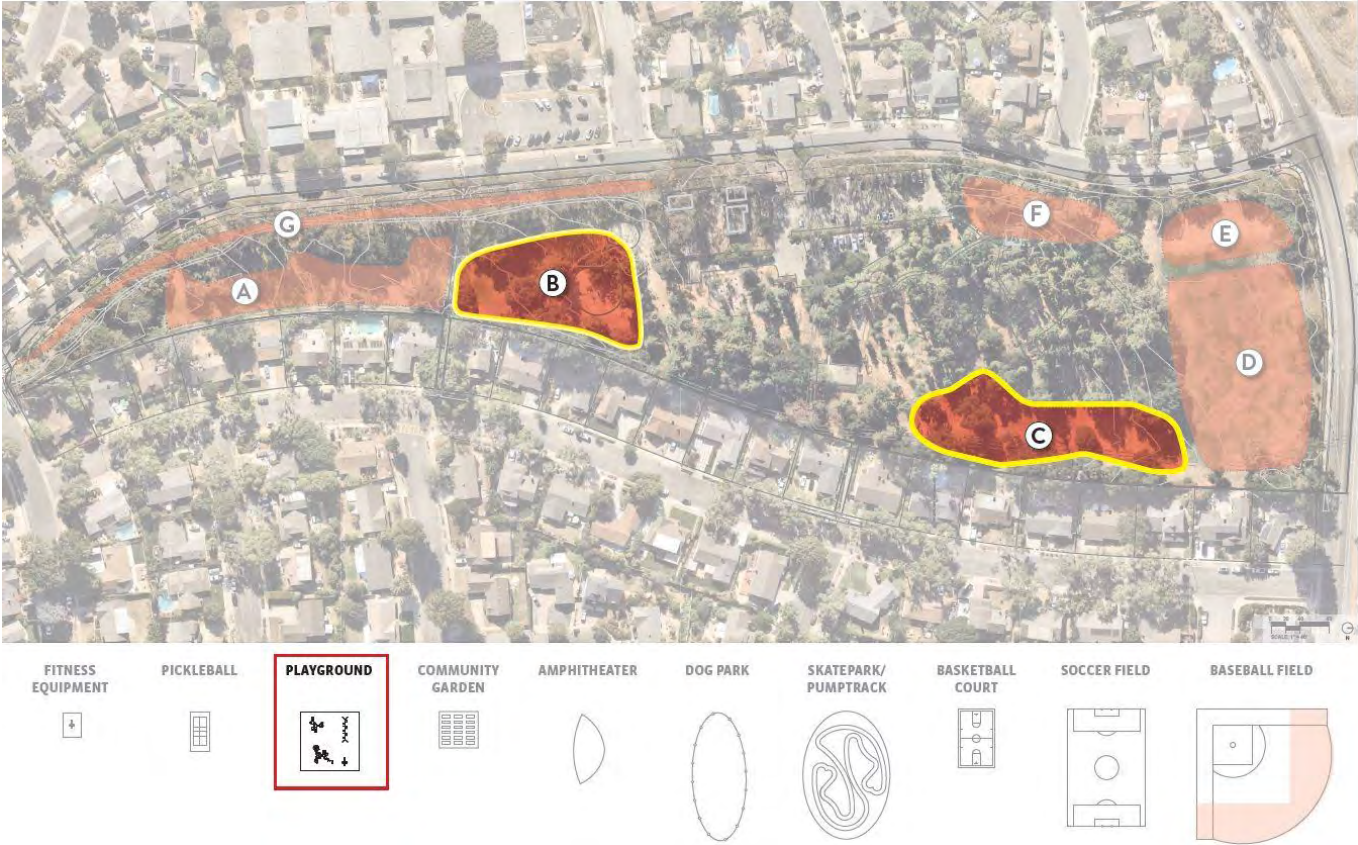 G
F
E
B
A
D
C
FITNESS
EQUIPMENT
PICKLEBALL
PLAYGROUND
COMMUNITY
GARDEN
AMPHITHEATER
DOG PARK
SKATEPARK/
PUMPTRACK
BASKETBALL
COURT
SOCCER FIELD
BASEBALL FIELD